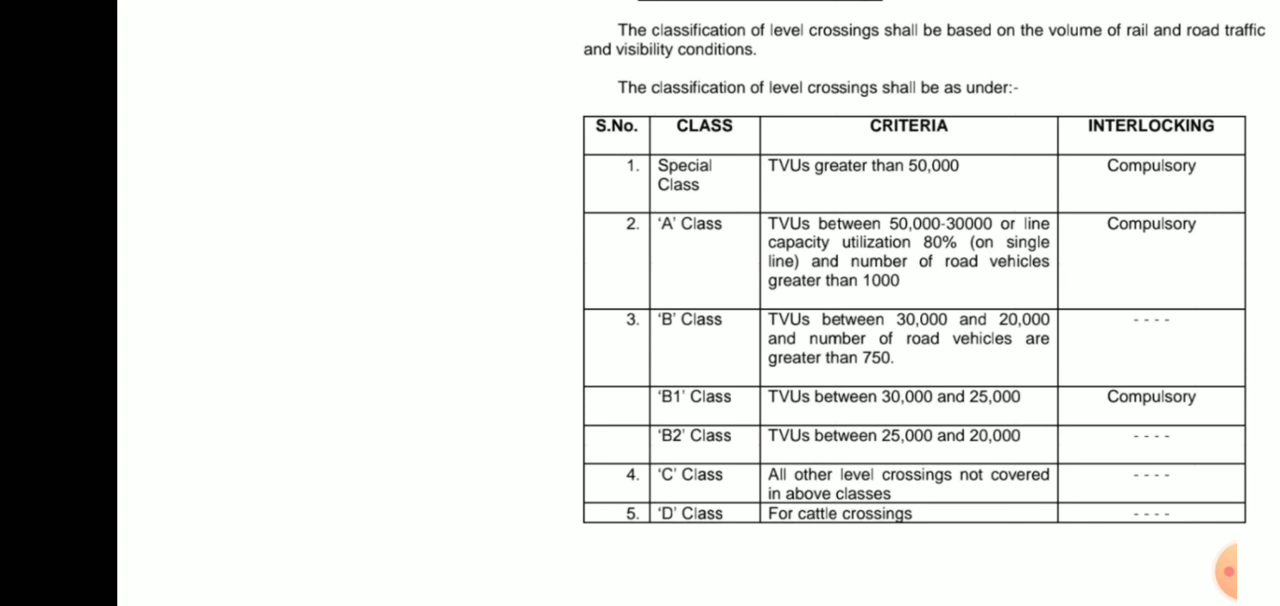 The classification of level crossings shall be based on the volume of rail and road traffic
and visibility conditions.
The classification of level crossings shall be as under:-
S.No. CLASS CRITERIA INTERLOCKING
1. Special Class TVUs greater than 50,000 Compulsory
2. 'A' Class TVUs between 50,000-30000 or line Compulsory
capacity utilization 80% (on single
line) and number of road vehicles
greater than 1000
3. 'B' Class TVUs between 30,000 and 20,000 - - - -
and number of road vehicles are
greater than 750.
'B1' Class TVUs between 30,000 and 25,000 Compulsory
'B2' Class TVUs between 25,000 and 20,000 - - - -
4. 'C' Class All other level crossings not covered - - - -
in above classes
5. 'D' Class For cattle crossings - - - -